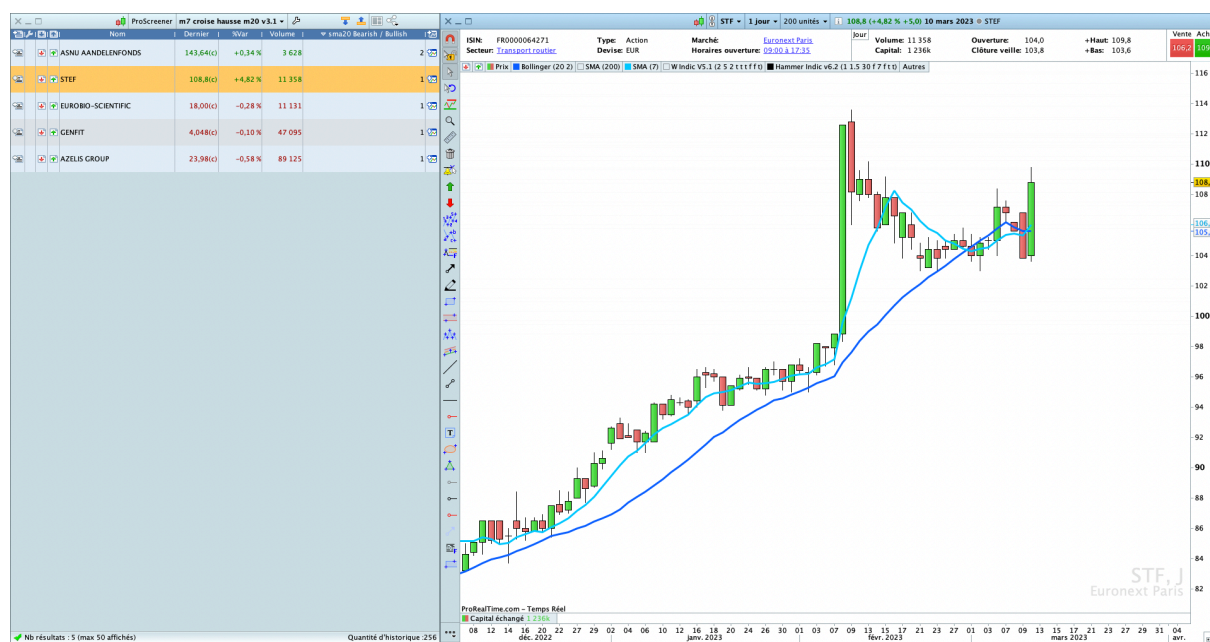 ProScreener m7 croise hausse m20 v3.1
Nom Dernier %Var Volume sma20 Bearish / Bullish
ASNU AANDELENFONDS 143,64(c) +0,34 % 3 628 2
STEF 108,8(c) +4,82 % 11 358 1
EUROBIO-SCIENTIFIC 18,00(c) -0,28 % 11 131 1
GENFIT 4,048(c) -0,10 % 47 095 1
AZELIS GROUP 23,98(c) -0,58 % 89 125 1
Nb résultats : 5 (max 50 affichés) Quantité d'historique :256
STF 1 jour 200 unités 108,8 (+4,82 % +5,0) 10 mars 2023 STEF
ISIN: FR0000064271 Type: Action Marché: Euronext Paris Jour Volume: 11 358 Ouverture: 104,0 +Haut: 109,8
Secteur: Transport routier Devise: EUR Horaires ouverture: 09:00 à 17:35 Capital: 1 236k Clôture veille: 103,8 +Bas: 103,6
Vente Ach
106,2 109
Prix Bollinger (20 2) SMA (200) SMA (7) W Indic V5.1 (2 5 2 t t t f f t) Hammer Indic v6.2 (1 1.5 30 f 7 f t f) Autres
116
114
112
110
108,
108
106,
105,
104
102
100
98
96
94
92
90
88
86
84
82
STF, J
Euronext Paris
ProRealTime.com - Temps Réel
Capital échangé 1 236k
08 12 14 16 20 22 27 29 02 04 06 10 12 16 18 20 24 26 30 01 03 07 09 13 15 17 21 23 27 01 03 07 09 13 15 17 21 23 27 29 31 04
déc. 2022 janv. 2023 févr. 2023 mars 2023 avr.